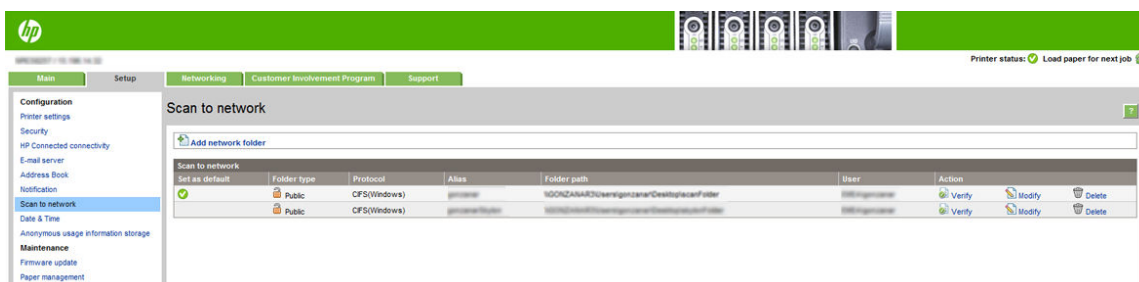 hp
Printer status: Load paper for next job
Main Setup Networking Customer Involvement Program Support
Configuration
Printer settings
Security
HP Connected connectivity
E-mail server
Address Book
Notification
Scan to network
Date & Time
Anonymous usage information storage
Maintenance
Firmware update
Paper management
Scan to network
?
Add network folder
Scan to network
Set as default Folder type Protocol Alias Folder path User Action
Public CIFS(Windows) Verify Modify Delete
Public CIFS(Windows) Verify Modify Delete